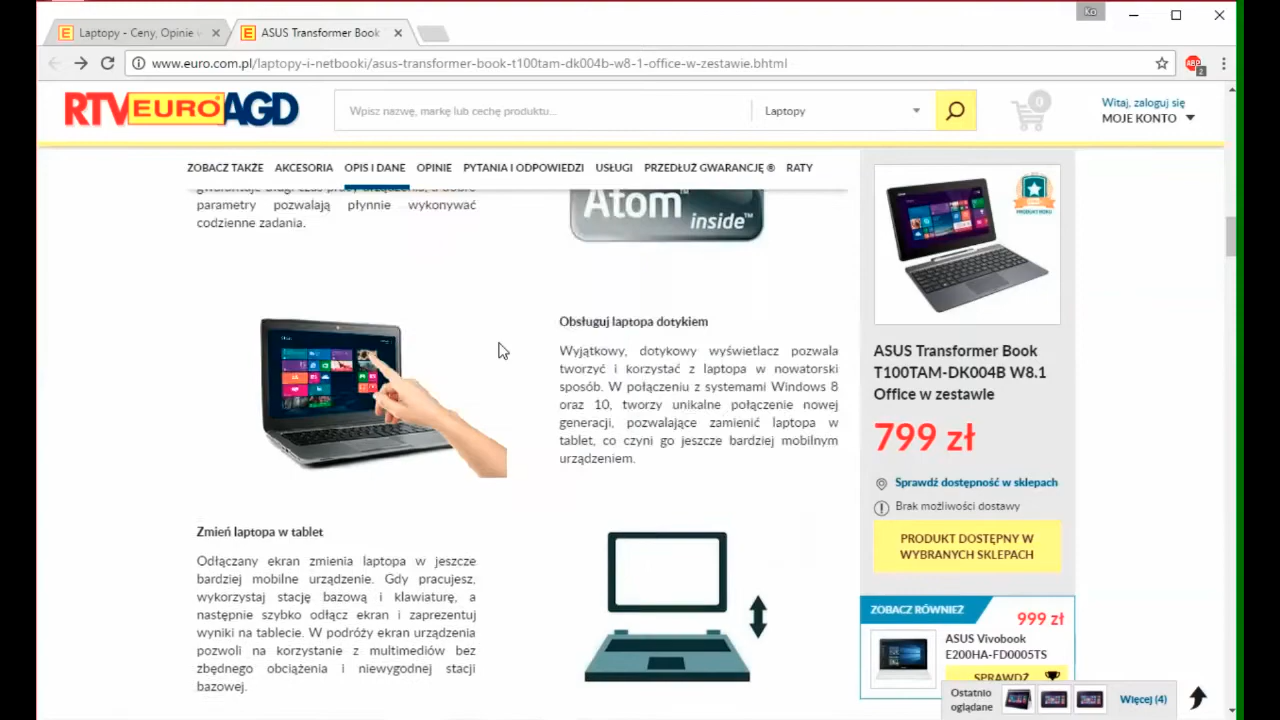 Ko
Laptopy - Ceny, Opinie
ASUS Transformer Book
www.euro.com.pl/laptopy-i-netbooki/asus-transformer-book-t100tam-dk004b-w8-1-office-w-zestawie.bhtml
ABP
2
RTV EURO AGD
Wpisz nazwę, markę lub cechę produktu...
Laptopy
0
Witaj, zaloguj się
MOJE KONTO
ZOBACZ TAKŻE AKCESORIA OPIS I DANE OPINIE PYTANIA I ODPOWIEDZI USŁUGI PRZEDŁUŻ GWARANCJĘ ® RATY
parametry pozwalają płynnie wykonywać
codzienne zadania.
Atom™
inside™
PRODUKT ROKU
Obsługuj laptopa dotykiem
Wyjątkowy, dotykowy wyświetlacz pozwala
tworzyć i korzystać z laptopa w nowatorski
sposób. W połączeniu z systemami Windows 8
oraz 10, tworzy unikalne połączenie nowej
generacji, pozwalające zamienić laptopa w
tablet, co czyni go jeszcze bardziej mobilnym
urządzeniem.
Zmień laptopa w tablet
Odłączany ekran zmienia laptopa w jeszcze
bardziej mobilne urządzenie. Gdy pracujesz,
wykorzystaj stację bazową i klawiaturę, a
następnie szybko odłącz ekran i zaprezentuj
wyniki na tablecie. W podróży ekran urządzenia
pozwoli na korzystanie z multimediów bez
zbędnego obciążenia i niewygodnej stacji
bazowej.
ASUS Transformer Book
T100TAM-DK004B W8.1
Office w zestawie
799 zł
Sprawdź dostępność w sklepach
Brak możliwości dostawy
PRODUKT DOSTĘPNY W
WYBRANYCH SKLEPACH
ZOBACZ RÓWNIEŻ
999 zł
ASUS Vivobook
E200HA-FD0005TS
SPRAWDŹ
Ostatnio
oglądane
Więcej (4)